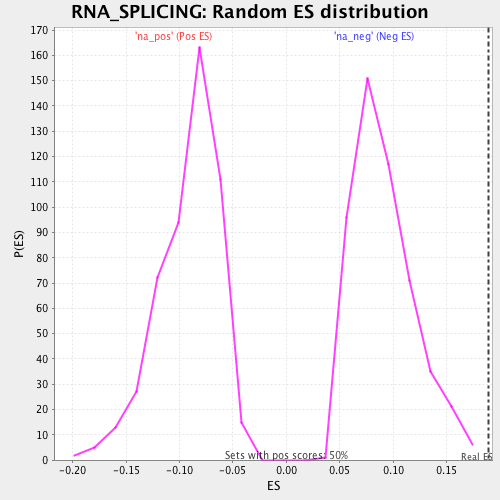 RNA_SPLICING: Random ES distribution
'na_pos' (Pos ES) 'na_neg' (Neg ES)
170
160
150
140
130
120
110
100
90
80
70
60
50
40
30
20
10
0
P(ES)
Sets with pos scores: 50%
Real ES
-0.20 -0.15 -0.10 -0.05 0.00 0.05 0.10 0.15
ES